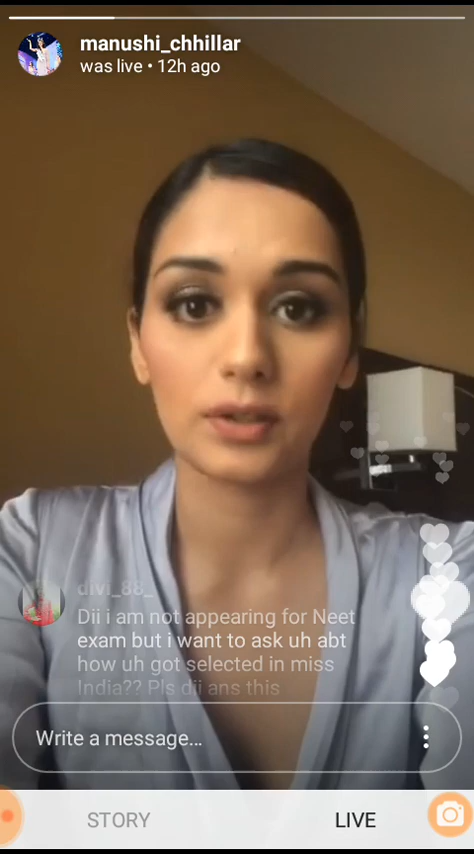 manushi_chhillar
was live • 12h ago
divi_88_
Dii i am not appearing for Neet
exam but i want to ask uh abt
how uh got selected in miss
India?? Pls dii ans this
Write a message...
STORY
LIVE